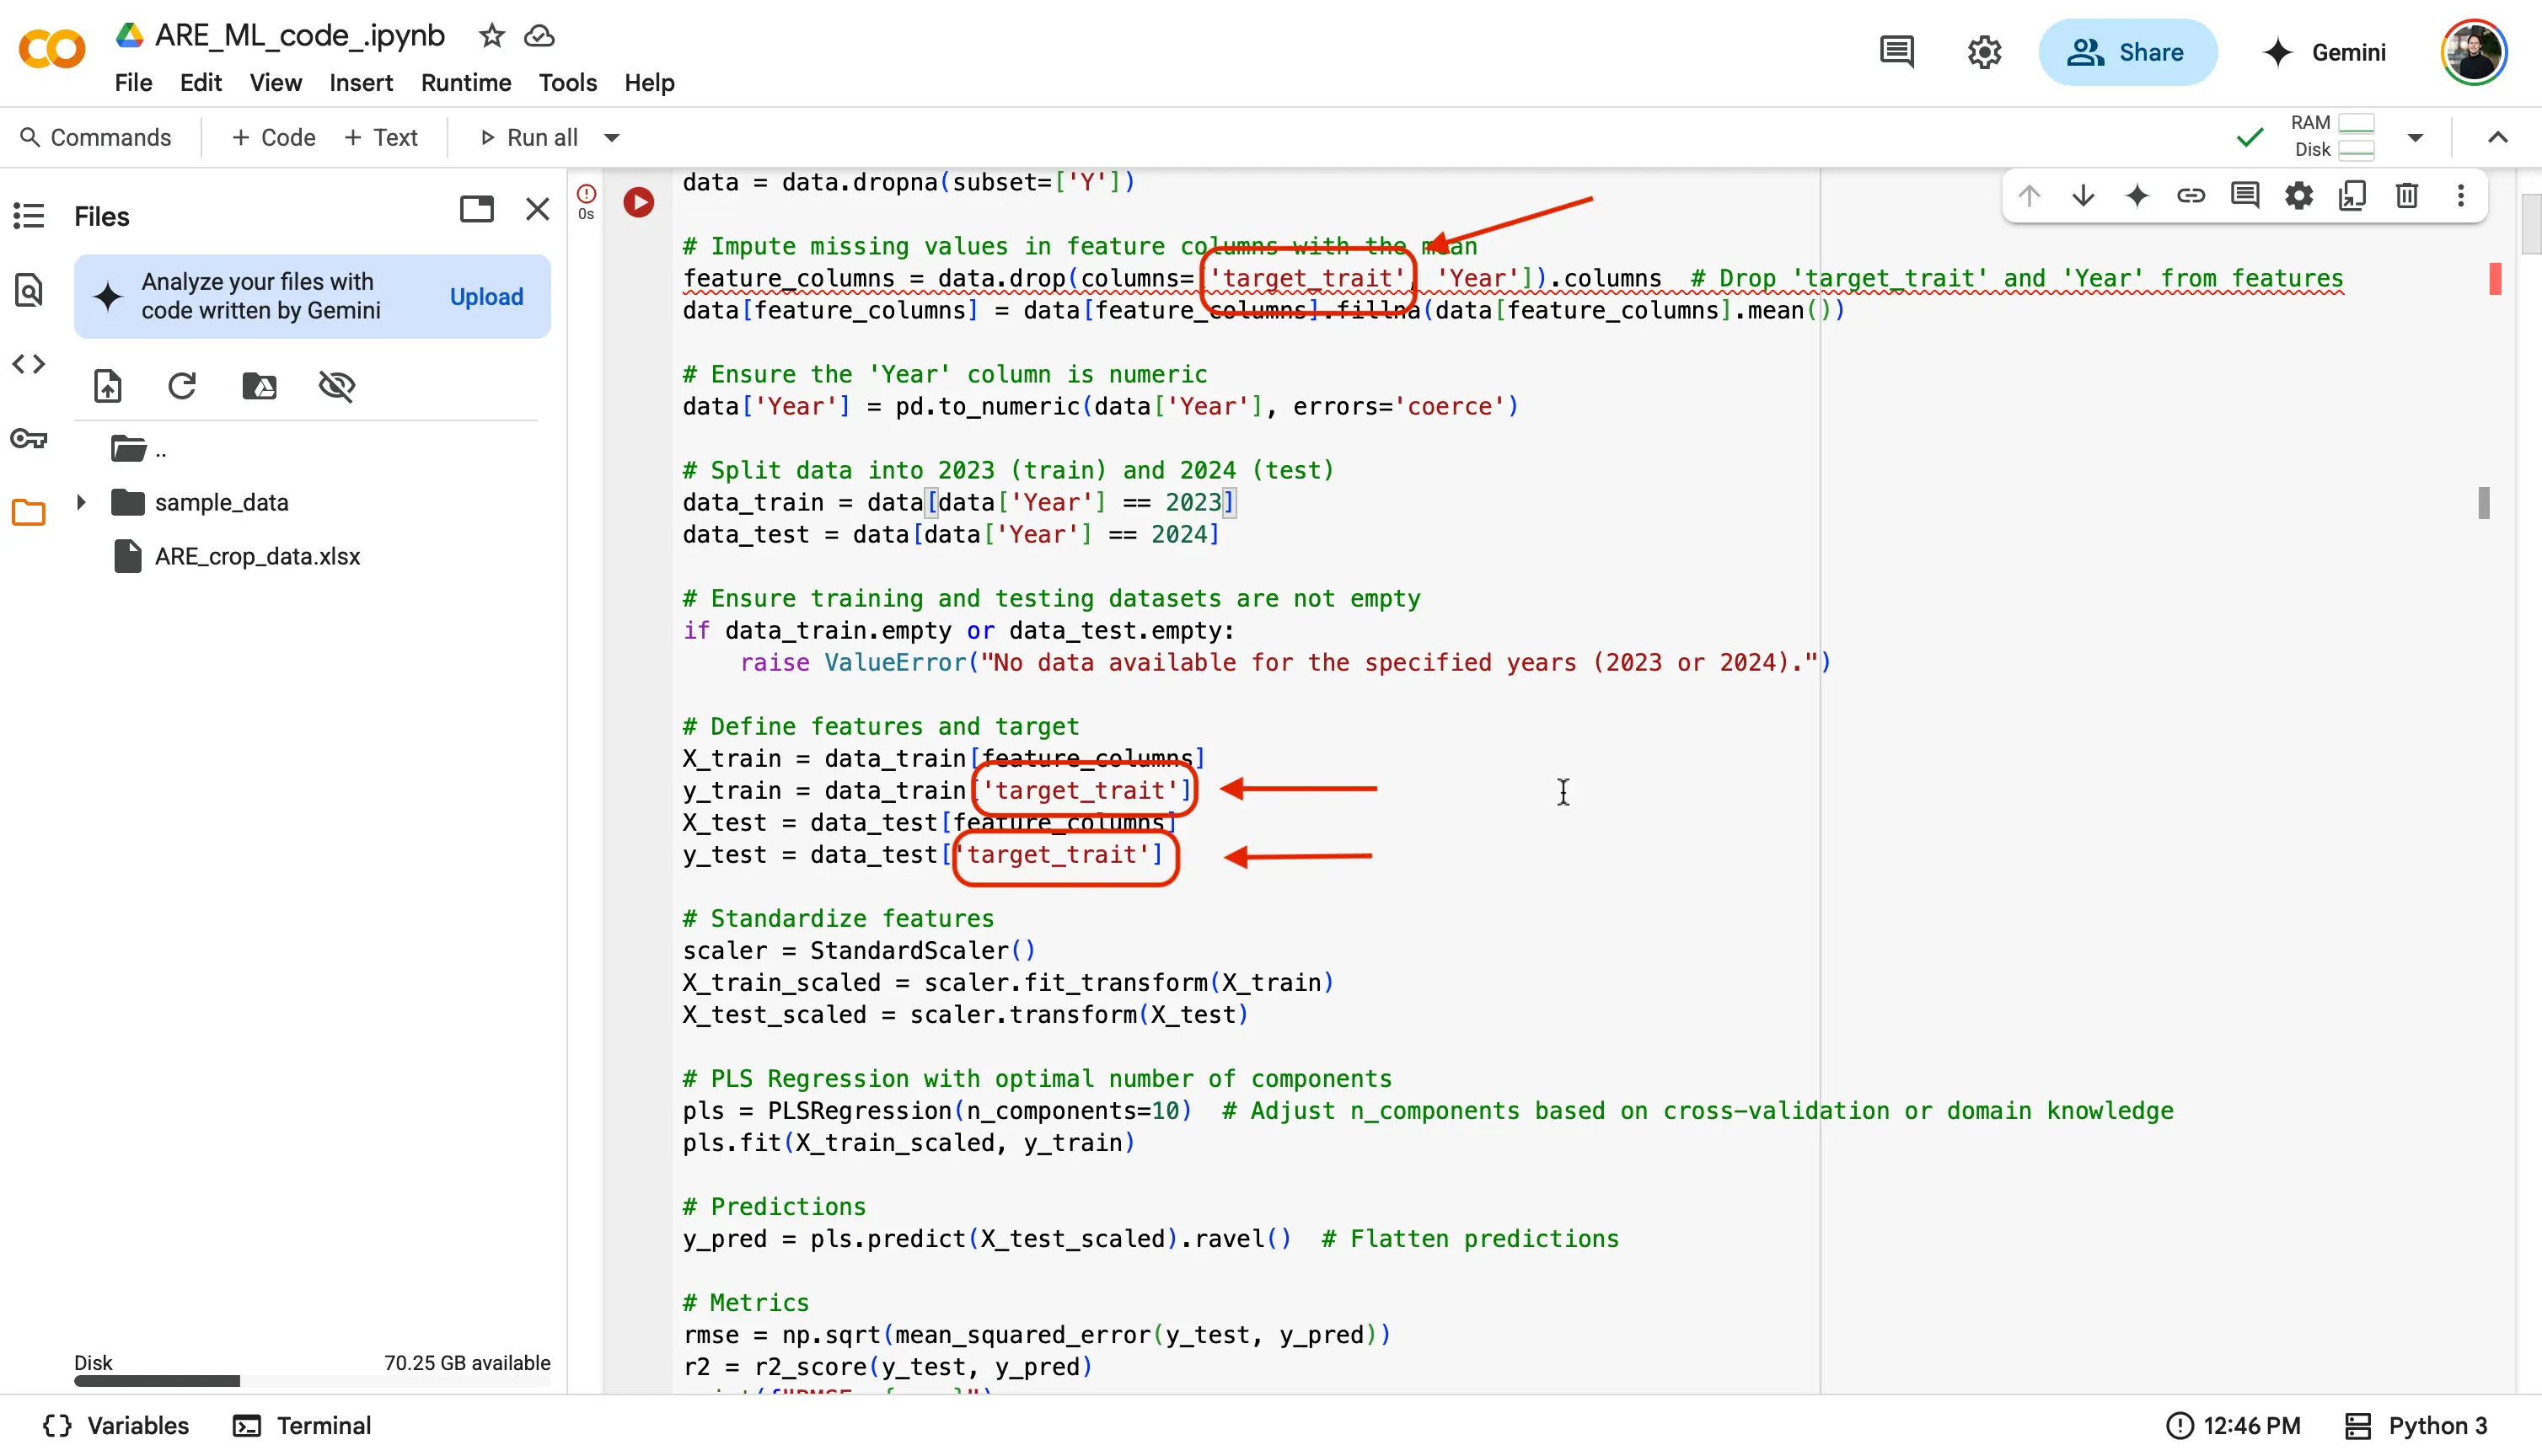 ARE_ML_code_.ipynb
File Edit View Insert Runtime Tools Help
Share
Gemini
Commands + Code + Text Run all
RAM
Disk
Files
Analyze your files with
code written by Gemini
Upload
..
sample_data
ARE_crop_data.xlsx
Disk 70.25 GB available
0s
data = data.dropna(subset=['Y'])
# Impute missing values in feature columns with the mean
feature_columns = data.drop(columns=['target_trait', 'Year']).columns # Drop 'target_trait' and 'Year' from features
data[feature_columns] = data[feature_columns].fillna(data[feature_columns].mean())
# Ensure the 'Year' column is numeric
data['Year'] = pd.to_numeric(data['Year'], errors='coerce')
# Split data into 2023 (train) and 2024 (test)
data_train = data[data['Year'] == 2023]
data_test = data[data['Year'] == 2024]
# Ensure training and testing datasets are not empty
if data_train.empty or data_test.empty:
raise ValueError("No data available for the specified years (2023 or 2024).")
# Define features and target
X_train = data_train[feature_columns]
y_train = data_train['target_trait']
X_test = data_test[feature_columns]
y_test = data_test['target_trait']
# Standardize features
scaler = StandardScaler()
X_train_scaled = scaler.fit_transform(X_train)
X_test_scaled = scaler.transform(X_test)
# PLS Regression with optimal number of components
pls = PLSRegression(n_components=10) # Adjust n_components based on cross-validation or domain knowledge
pls.fit(X_train_scaled, y_train)
# Predictions
y_pred = pls.predict(X_test_scaled).ravel() # Flatten predictions
# Metrics
rmse = np.sqrt(mean_squared_error(y_test, y_pred))
r2 = r2_score(y_test, y_pred)
Variables Terminal
12:46 PM Python 3